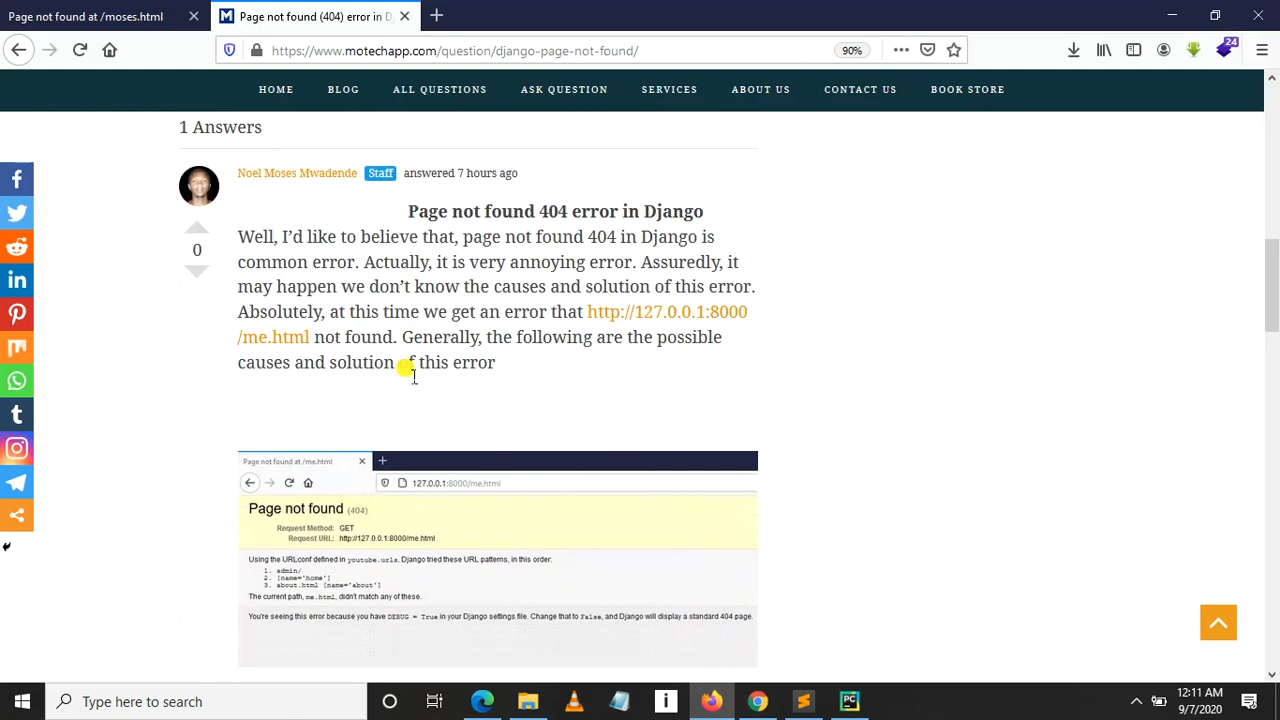 Page not found at /moses.html
Page not found (404) error in D
https://www.motechapp.com/question/django-page-not-found/
90%
24
HOME BLOG ALL QUESTIONS ASK QUESTION SERVICES ABOUT US CONTACT US BOOK STORE
1 Answers
Noel Moses Mwadende Staff answered 7 hours ago
0
Page not found 404 error in Django
Well, I’d like to believe that, page not found 404 in Django is
common error. Actually, it is very annoying error. Assuredly, it
may happen we don’t know the causes and solution of this error.
Absolutely, at this time we get an error that http://127.0.0.1:8000
/me.html not found. Generally, the following are the possible
causes and solution of this error
Page not found at /me.html
127.0.0.1:8000/me.html
Page not found (404)
Request Method: GET
Request URL: http://127.0.0.1:8000/me.html
Using the URLconf defined in youtube.urls, Django tried these URL patterns, in this order:
1. admin/
2. [name='home']
3. about.html [name='about']
The current path, me.html, didn't match any of these.
You're seeing this error because you have DEBUG = True in your Django settings file. Change that to False, and Django will display a standard 404 page.
Type here to search
12:11 AM
9/7/2020